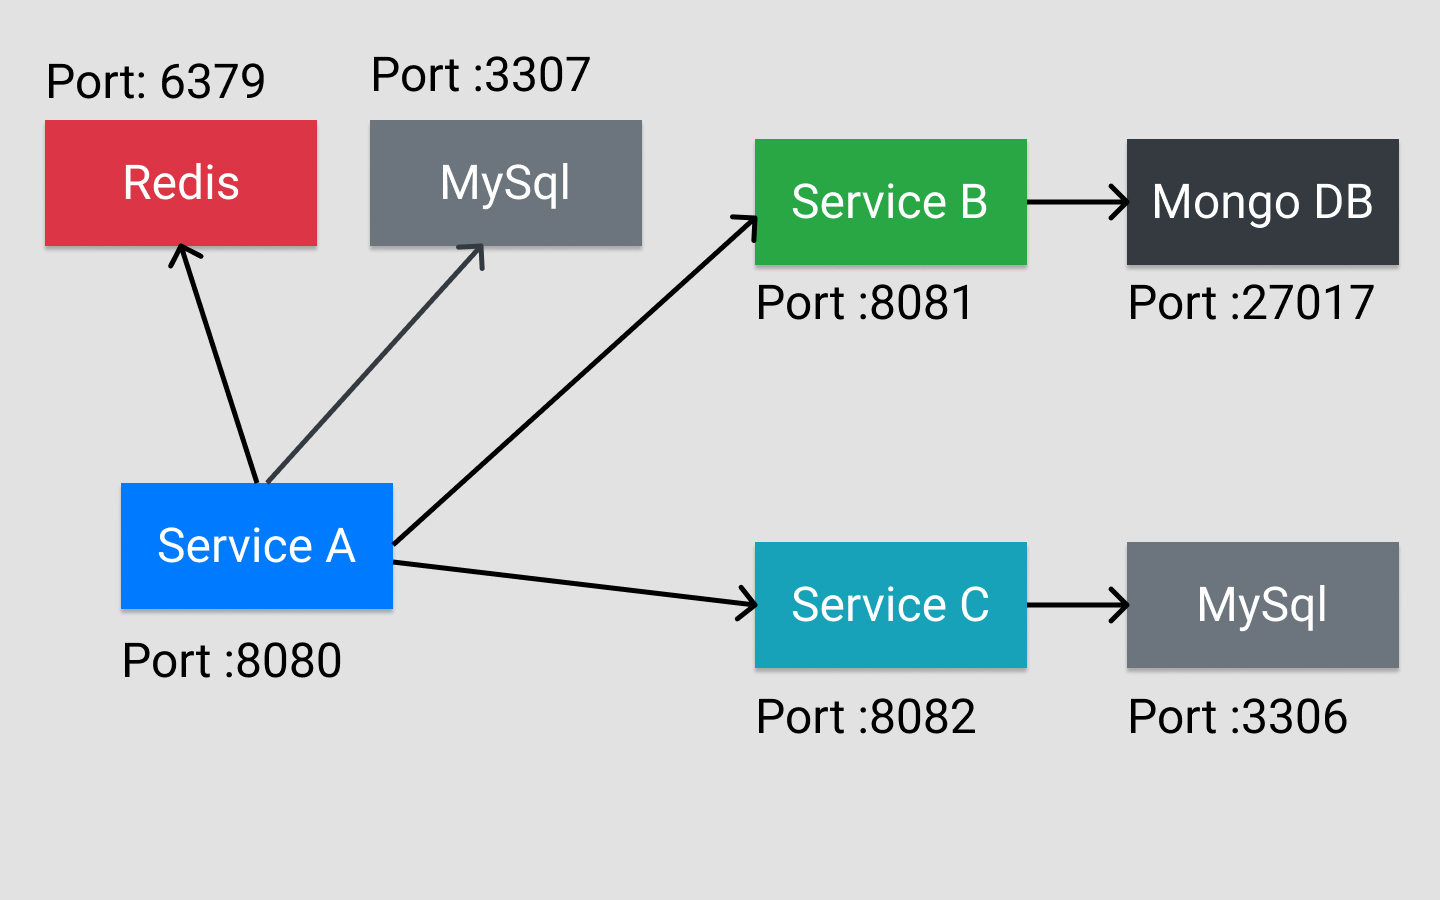 Port: 6379
Port :3307
Redis
MySql
Service B
Mongo DB
Port :8081
Port :27017
Service A
Port :8080
Service C
MySql
Port :8082
Port :3306